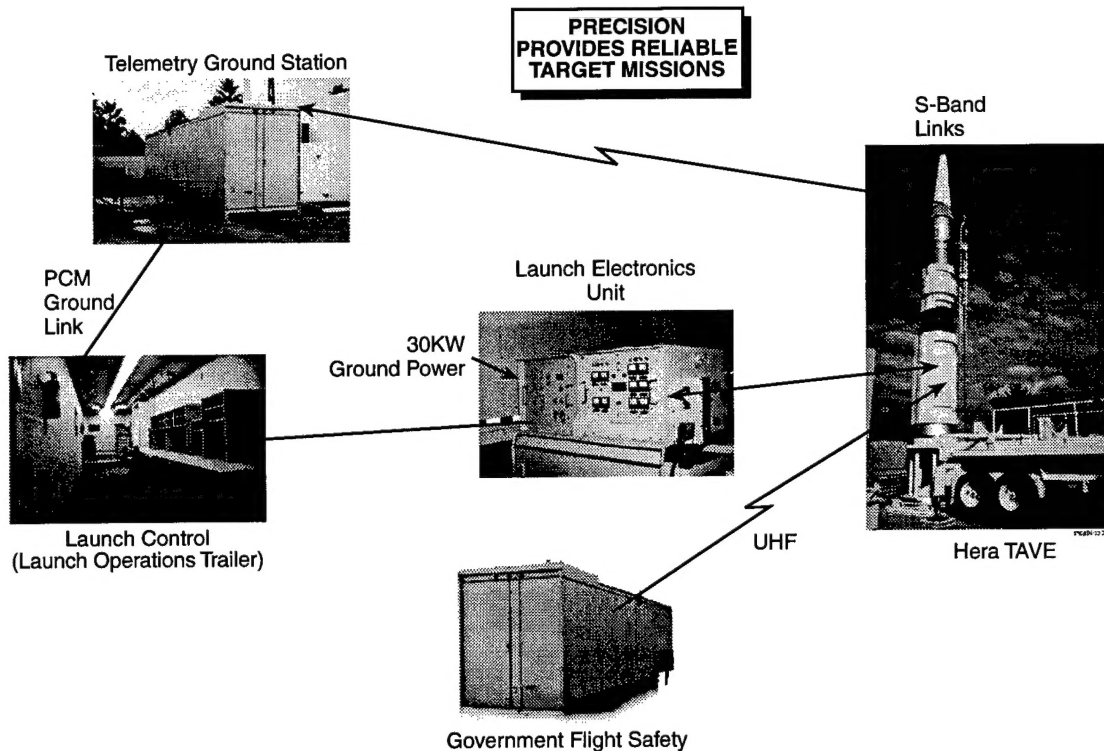 PRECISION
PROVIDES RELIABLE
TARGET MISSIONS
Telemetry Ground Station
S-Band
Links
PCM
Ground
Link
Launch Electronics
Unit
30KW
Ground Power
Launch Control
(Launch Operations Trailer)
UHF
Hera TAVE
Government Flight Safety